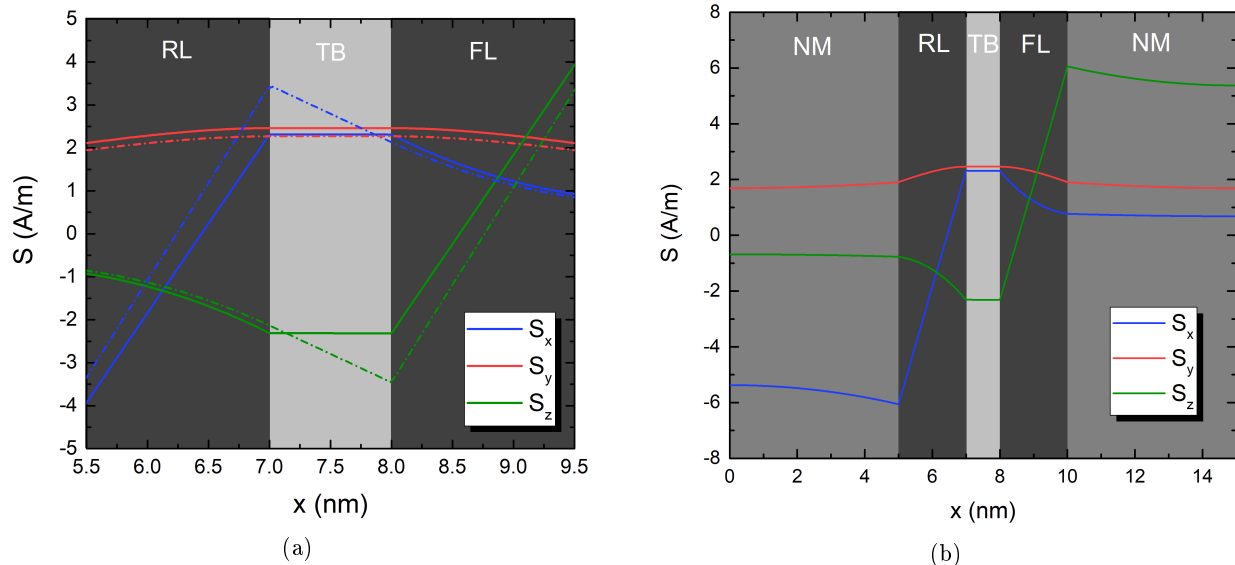 RL TB FL
5
4
3
2
1
0
-1
-2
-3
-4
-5
S (A/m)
5.5 6.0 6.5 7.0 7.5 8.0 8.5 9.0 9.5
x (nm)
Sx
Sy
Sz
(a)
NM RL TB FL NM
8
6
4
2
0
-2
-4
-6
-8
S (A/m)
0 2 4 6 8 10 12 14
x (nm)
Sx
Sy
Sz
(b)